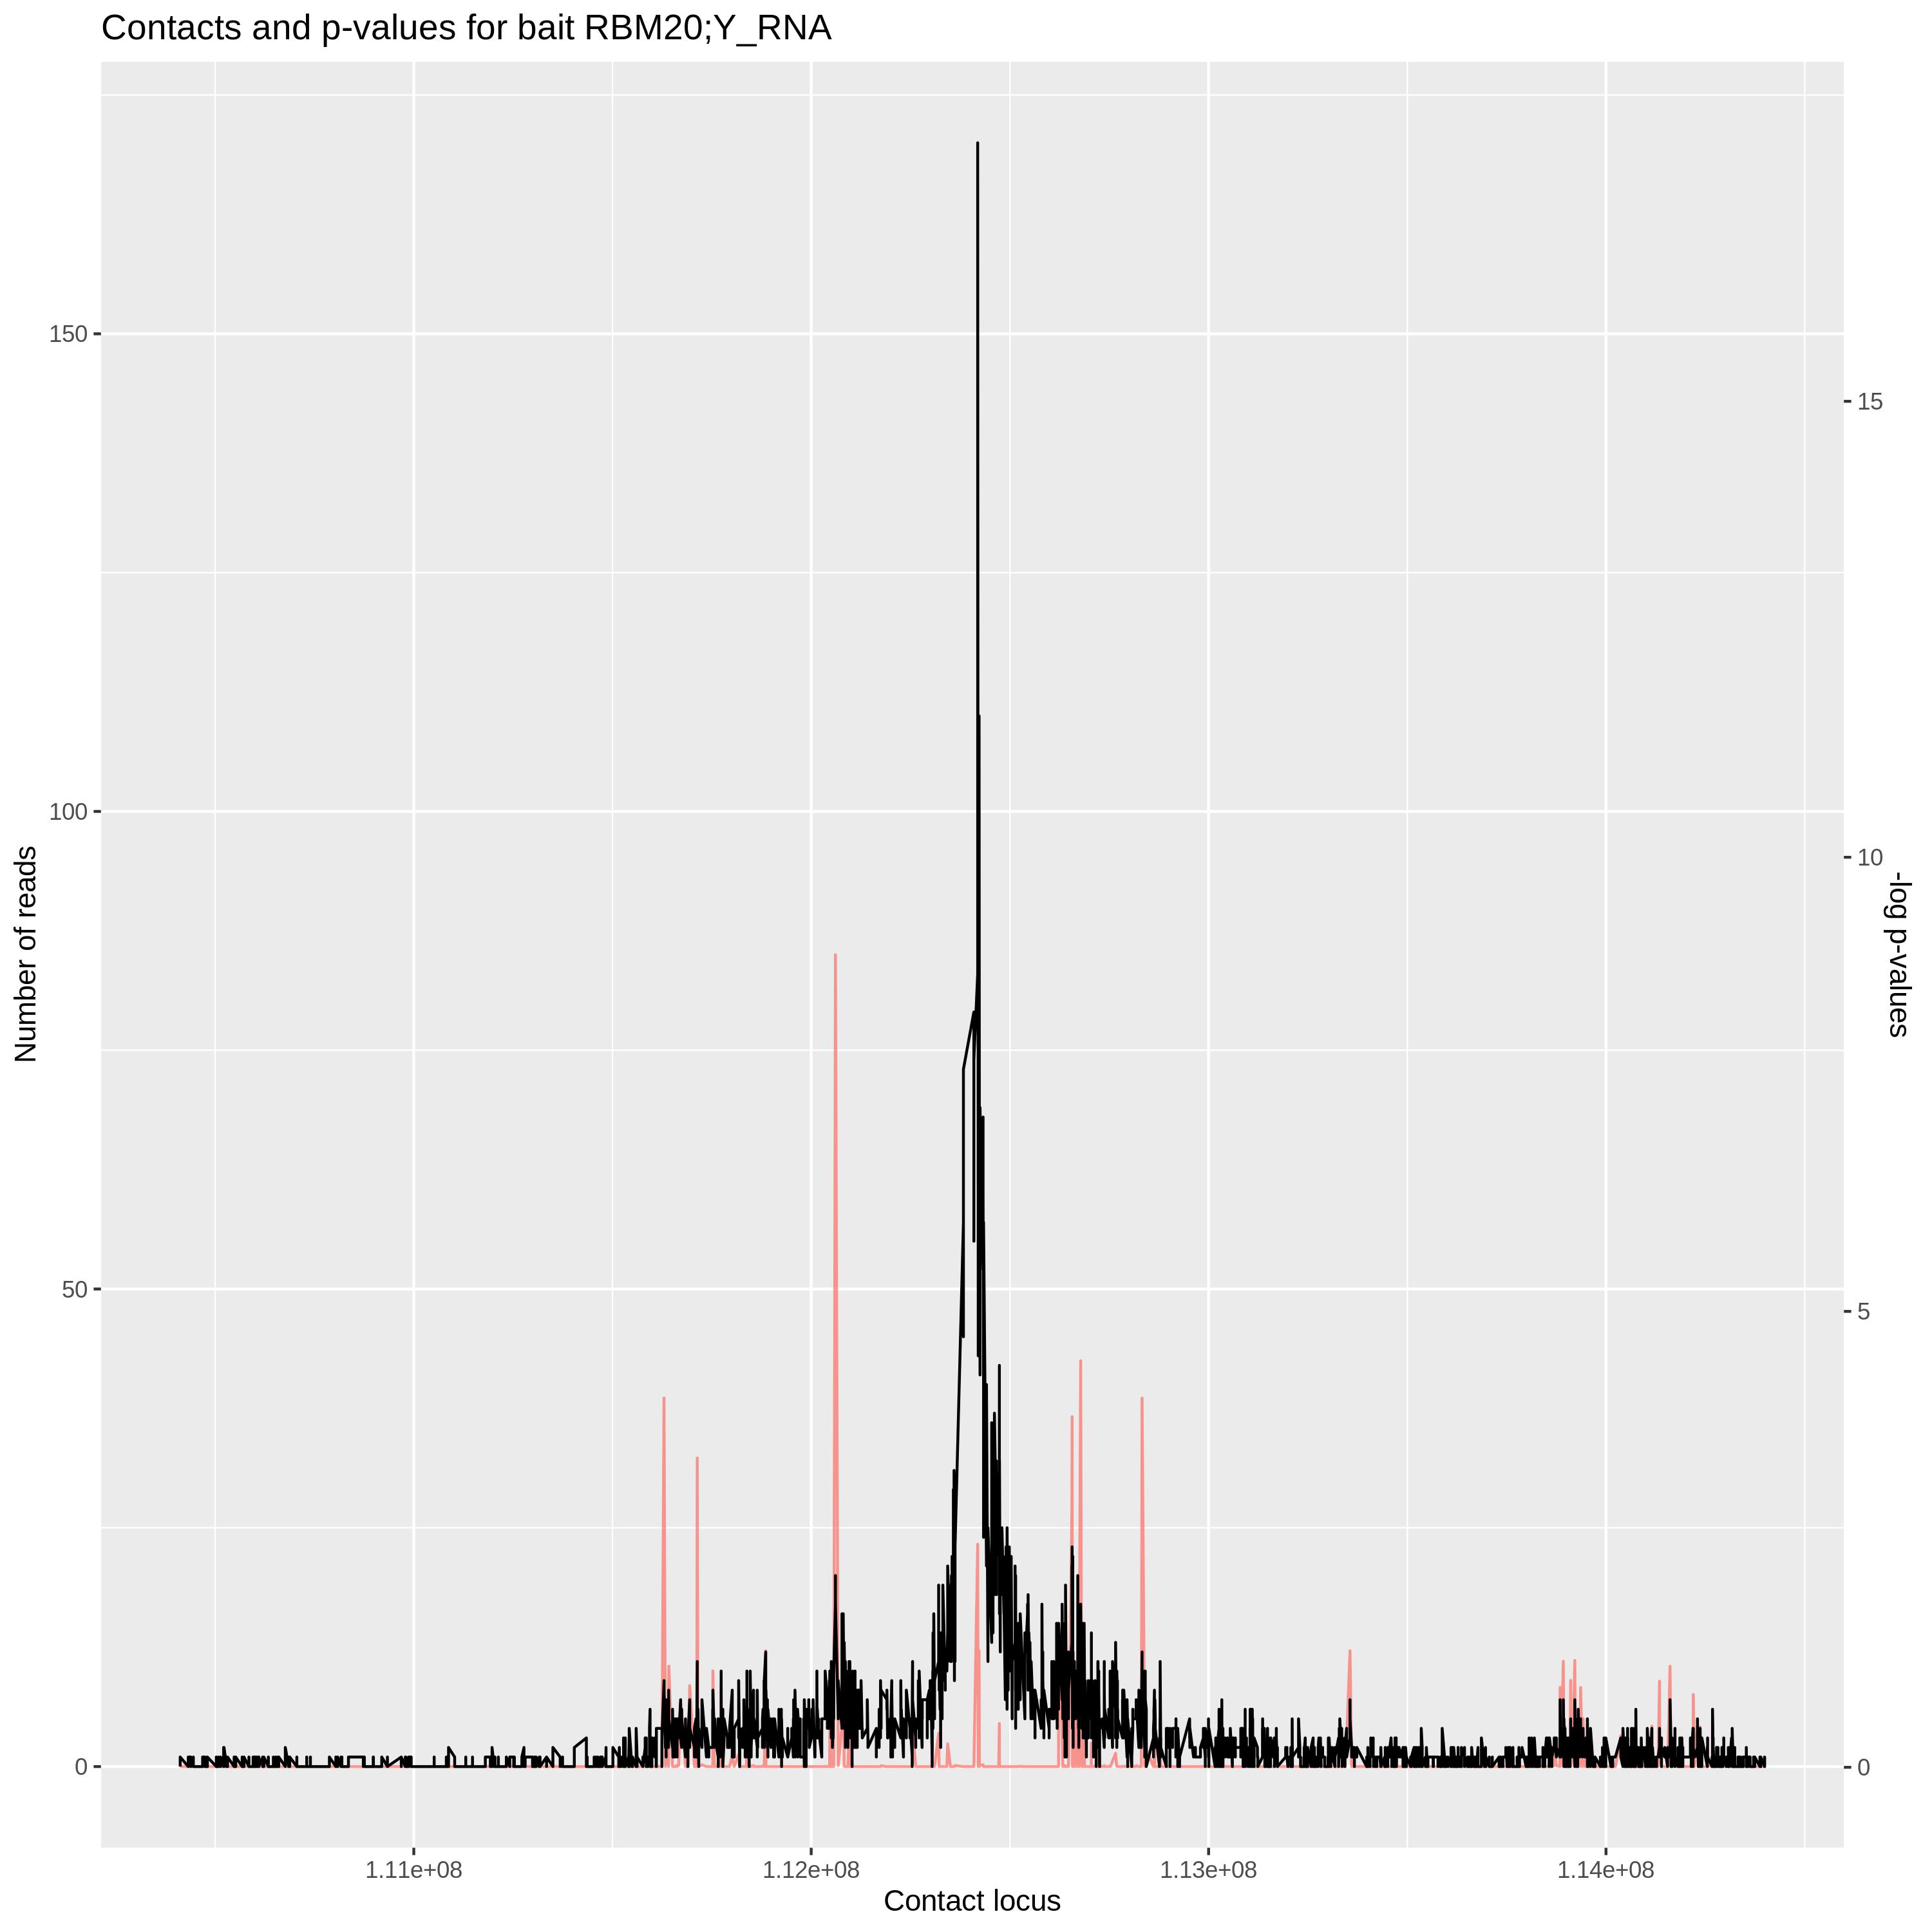 Contacts and p-values for bait RBM20;Y_RNA
150
100
50
0
Number of reads
15
10
5
0
-log p-values
1.11e+08
1.12e+08
1.13e+08
1.14e+08
Contact locus